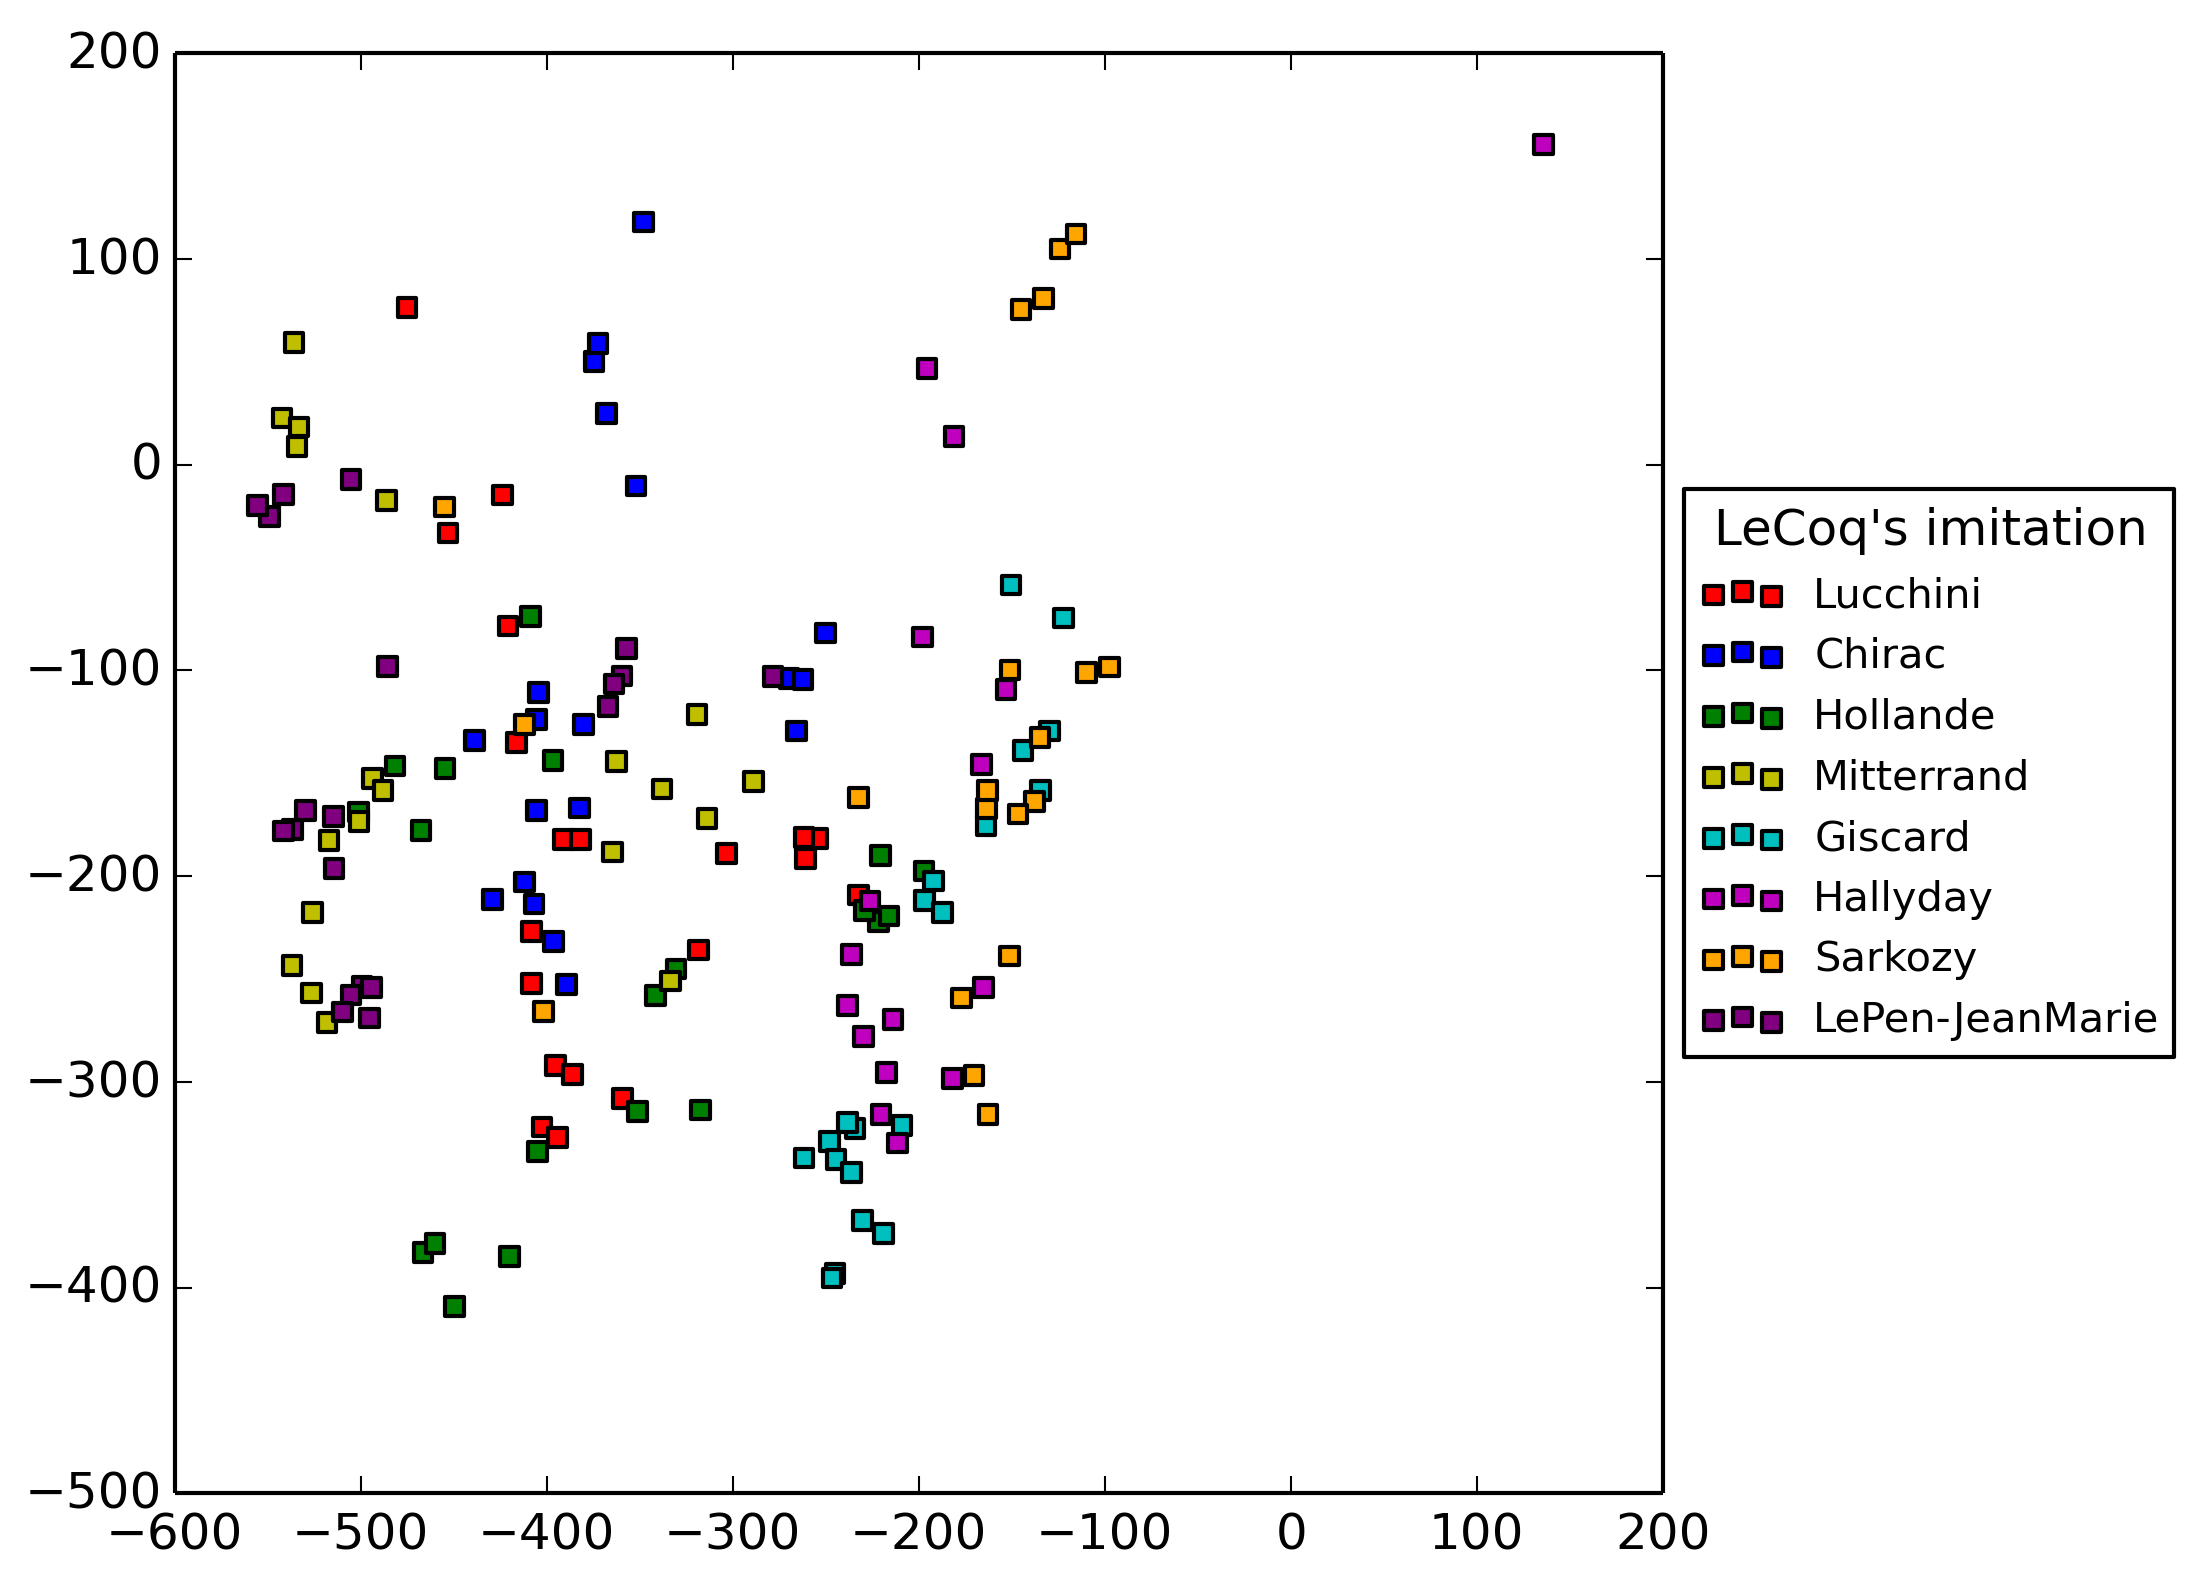 200
100
0
−100
−200
−300
−400
−500
−600 −500 −400 −300 −200 −100 0 100 200
LeCoq's imitation
Lucchini
Chirac
Hollande
Mitterrand
Giscard
Hallyday
Sarkozy
LePen-JeanMarie